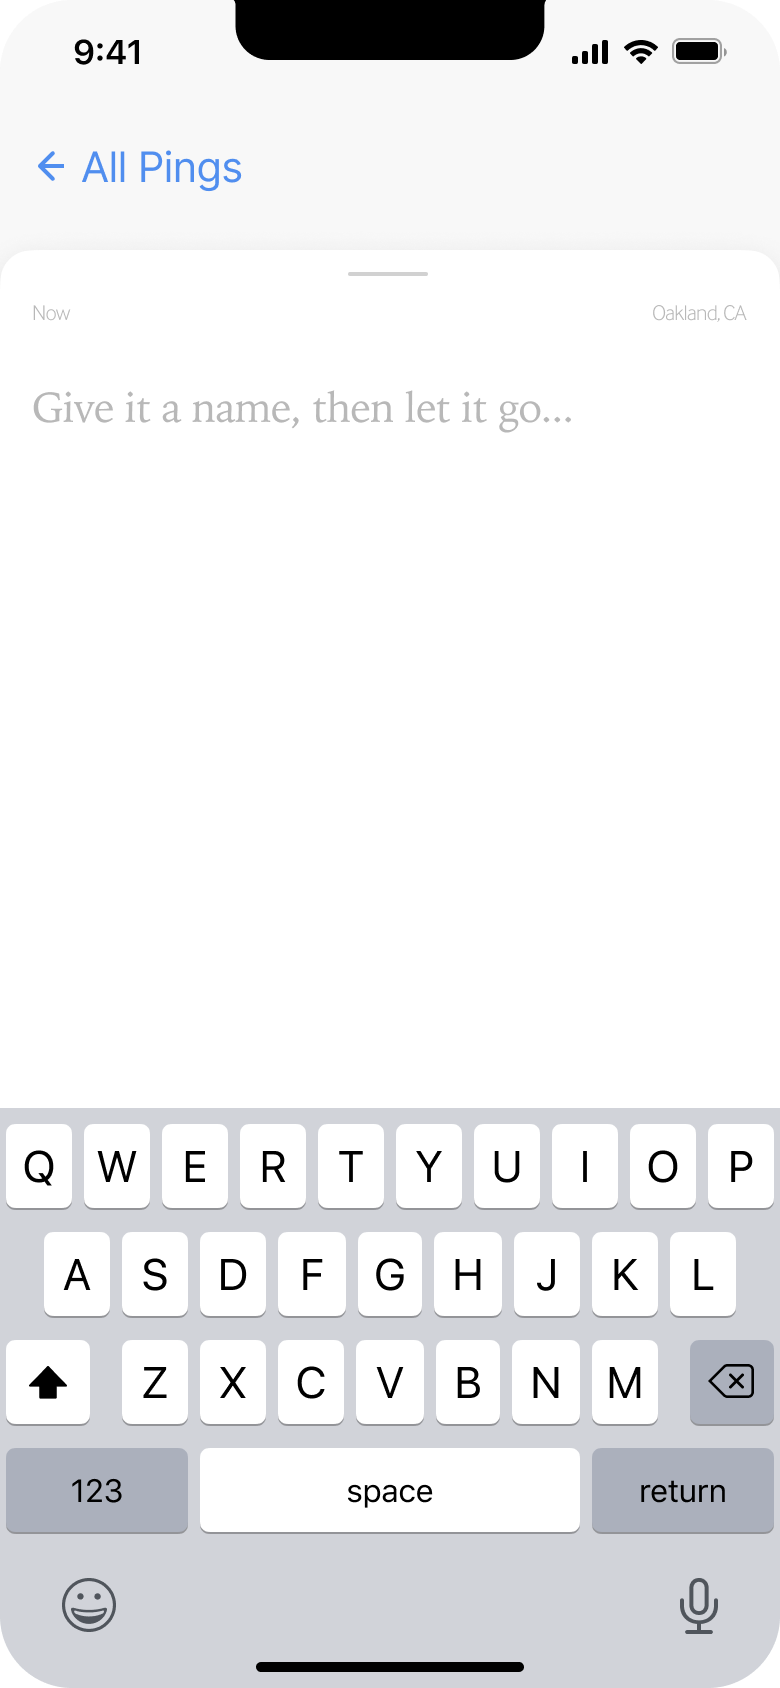 9:41
All Pings
Now
Oakland, CA
Give it a name, then let it go...
Q W E R T Y U I O P
A S D F G H J K L
Z X C V B N M
123
space
return